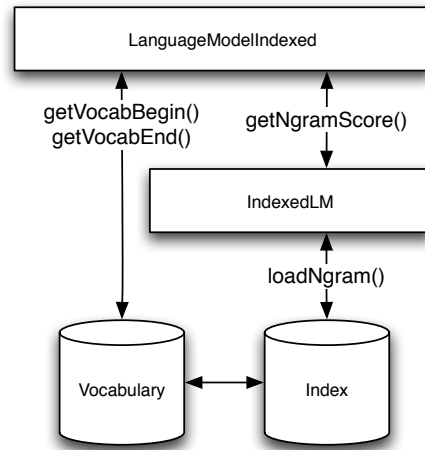 LanguageModelIndexed
getVocabBegin()
getVocabEnd()
getNgramScore()
IndexedLM
loadNgram()
Vocabulary
Index